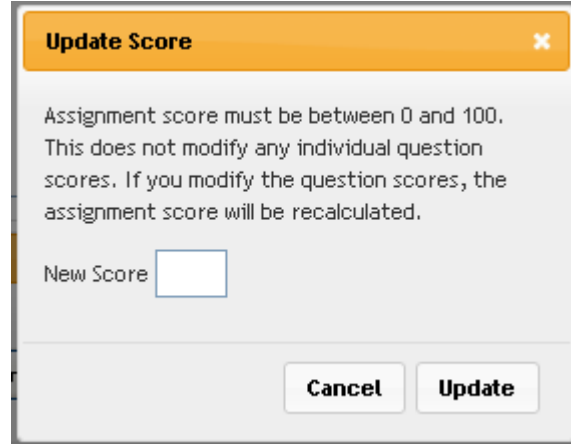 Update Score
Assignment score must be between 0 and 100.
This does not modify any individual question
scores. If you modify the question scores, the
assignment score will be recalculated.
New Score
Cancel Update